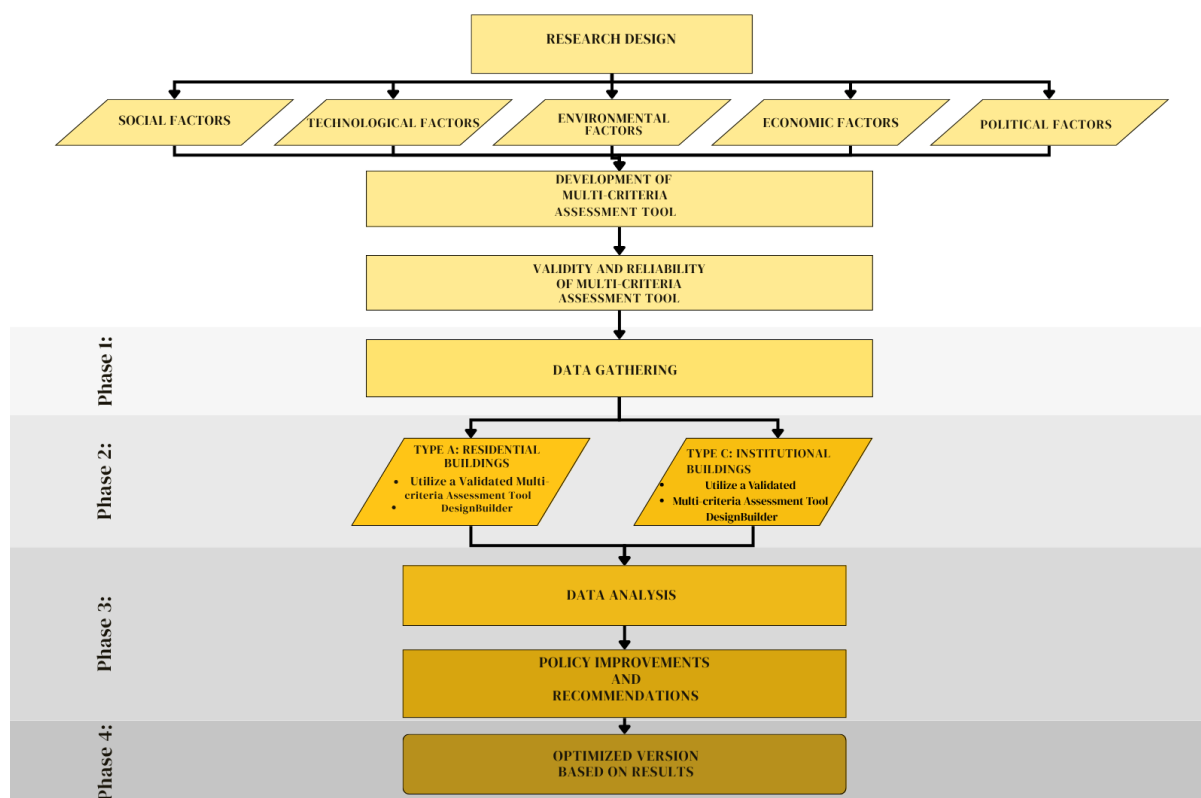 RESEARCH DESIGN
SOCIAL FACTORS
TECHNOLOGICAL FACTORS
ENVIRONMENTAL
FACTORS
ECONOMIC FACTORS
POLITICAL FACTORS
DEVELOPMENT OF
MULTI-CRITERIA
ASSESSMENT TOOL
VALIDITY AND RELIABILITY
OF MULTI-CRITERIA
ASSESSMENT TOOL
Phase 1:
DATA GATHERING
Phase 2:
TYPE A: RESIDENTIAL
BUILDINGS
• Utilize a Validated Multi-
criteria Assessment Tool
• DesignBuilder
TYPE C: INSTITUTIONAL
BUILDINGS
• Utilize a Validated
• Multi-criteria Assessment Tool
DesignBuilder
Phase 3:
DATA ANALYSIS
POLICY IMPROVEMENTS
AND
RECOMMENDATIONS
Phase 4:
OPTIMIZED VERSION
BASED ON RESULTS